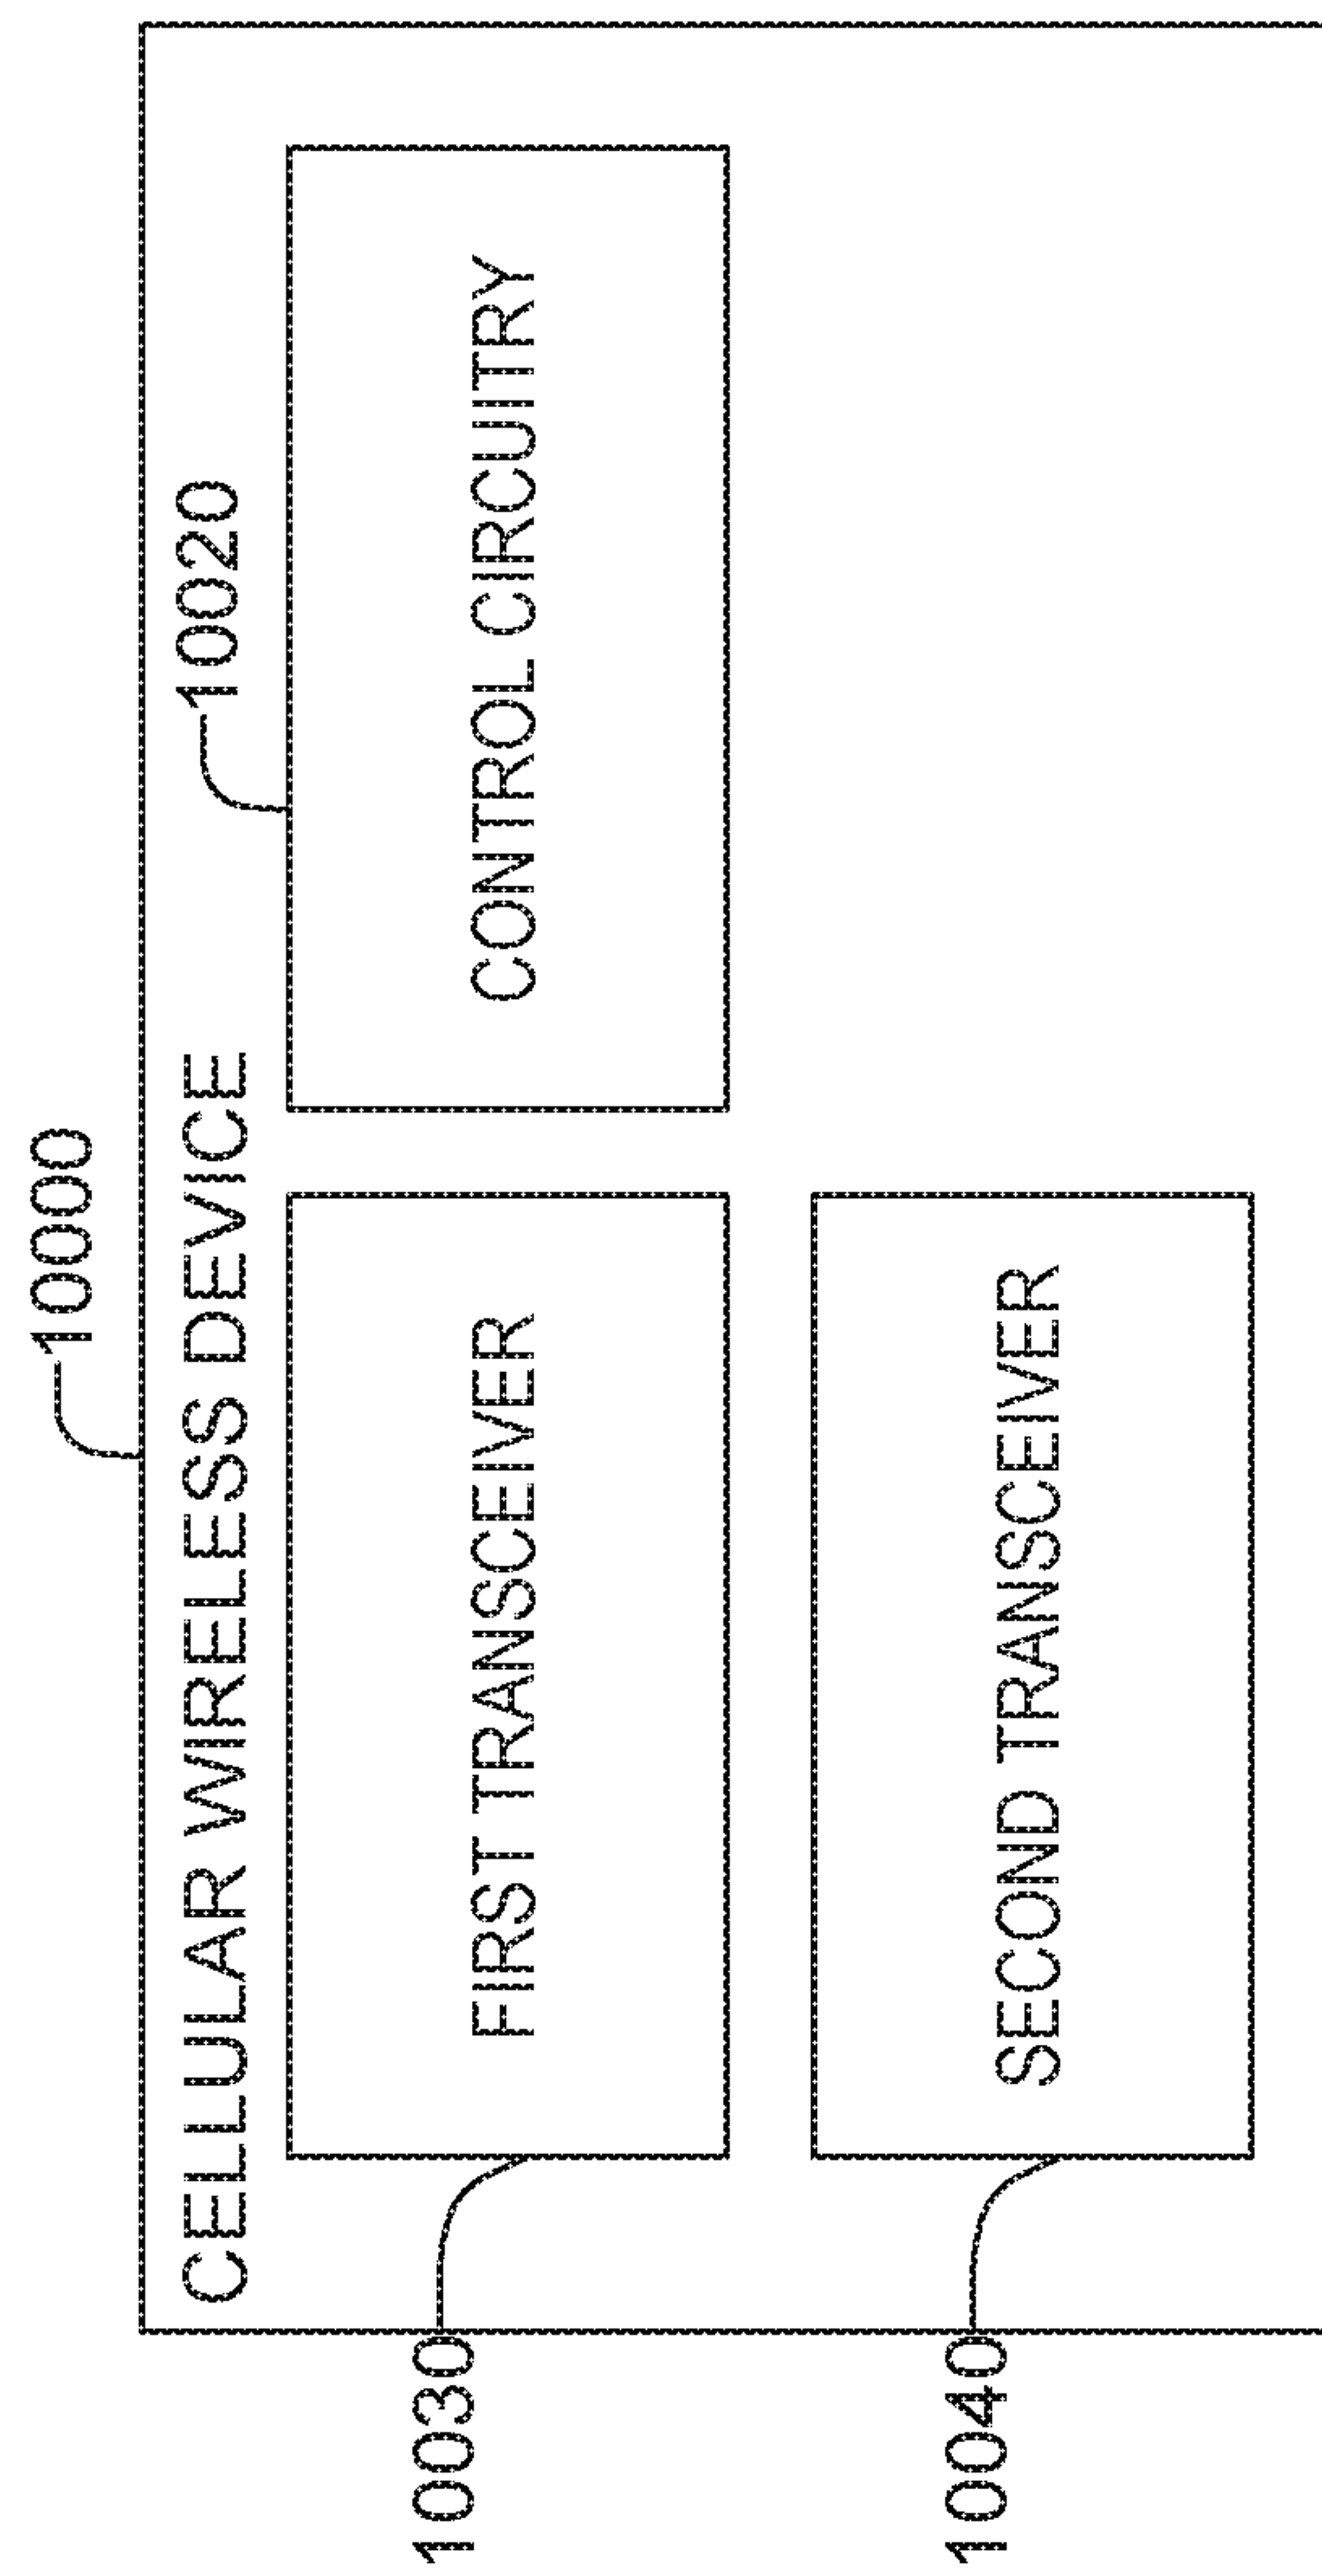 10000
CELLULAR WIRELESS DEVICE
10020
10030
FIRST TRANSCEIVER
CONTROL CIRCUITRY
10040
SECOND TRANSCEIVER